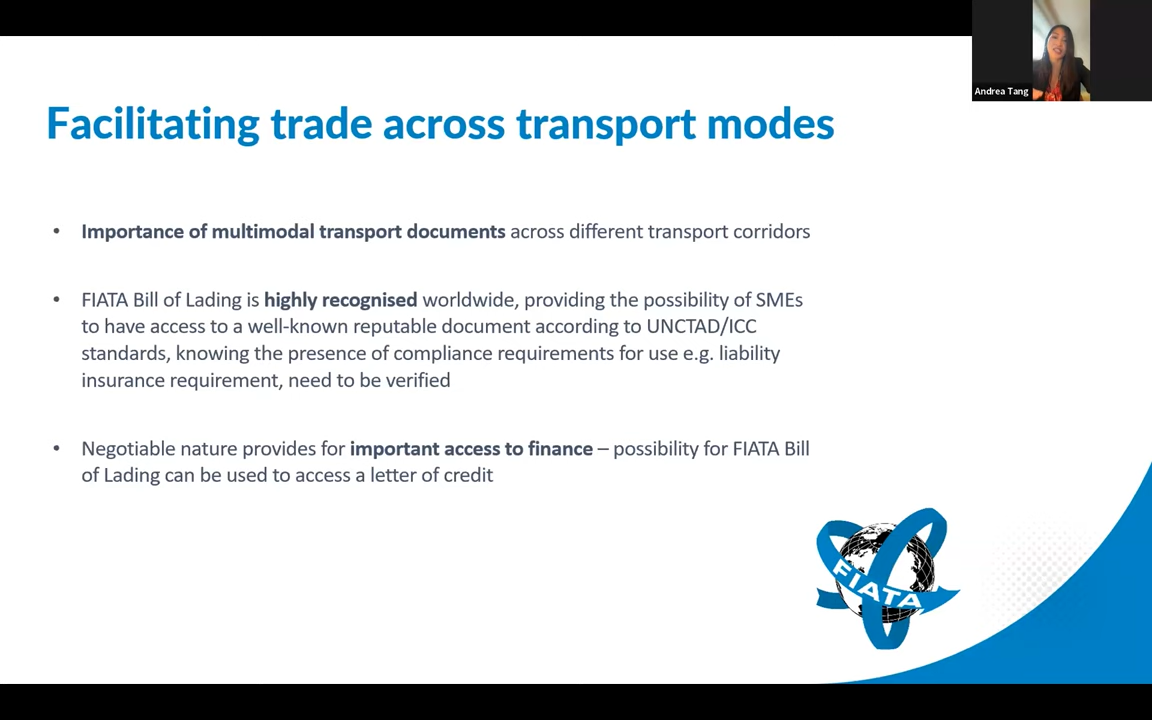 Andrea Tang
Facilitating trade across transport modes
• Importance of multimodal transport documents across different transport corridors
• FIATA Bill of Lading is highly recognised worldwide, providing the possibility of SMEs
to have access to a well-known reputable document according to UNCTAD/ICC
standards, knowing the presence of compliance requirements for use e.g. liability
insurance requirement, need to be verified
• Negotiable nature provides for important access to finance – possibility for FIATA Bill
of Lading can be used to access a letter of credit
FIATA